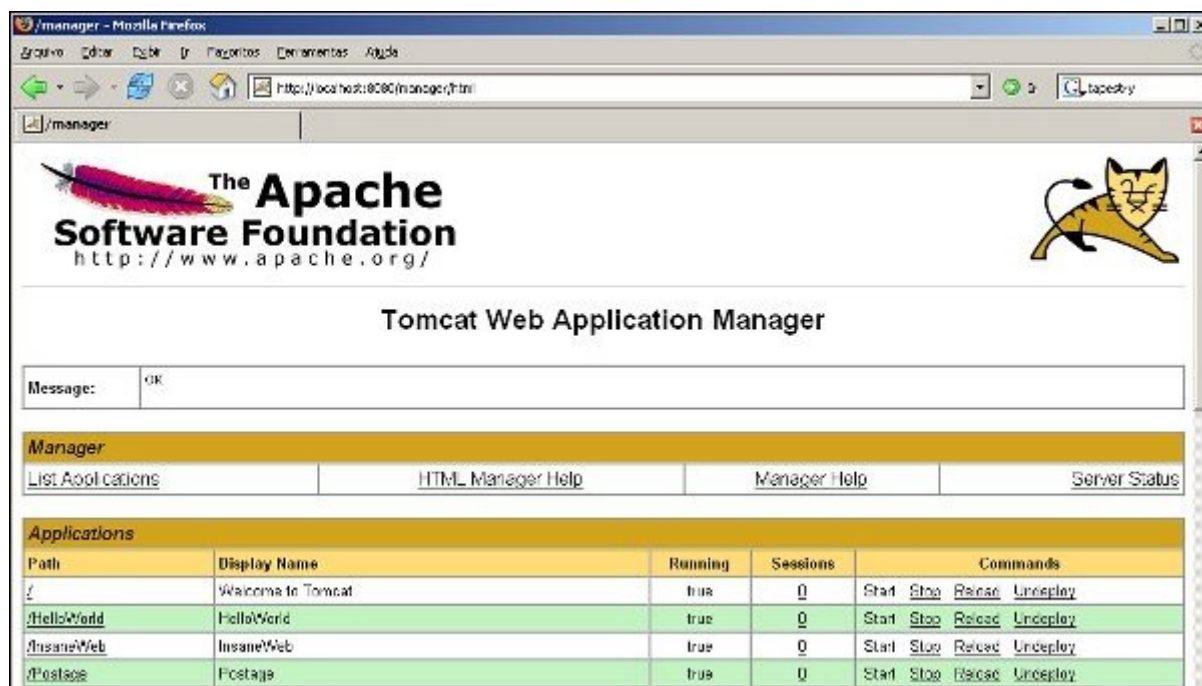 /manager - Mozilla Firefox
Arquivo Editar Exibir Ir Favoritos Ferramentas Ajuda
http://localhost:8080/manager/html tapestry
/manager
The Apache
Software Foundation
http://www.apache.org/
Tomcat Web Application Manager
Message: OK
Manager
List Applications HTML Manager Help Manager Help Server Status
Applications
Path Display Name Running Sessions Commands
/ Welcome to Tomcat true 0 Start Stop Reload Undeploy
/HelloWorld HelloWorld true 0 Start Stop Reload Undeploy
/InsaneWeb InsaneWeb true 0 Start Stop Reload Undeploy
/Postage Postage true 0 Start Stop Reload Undeploy